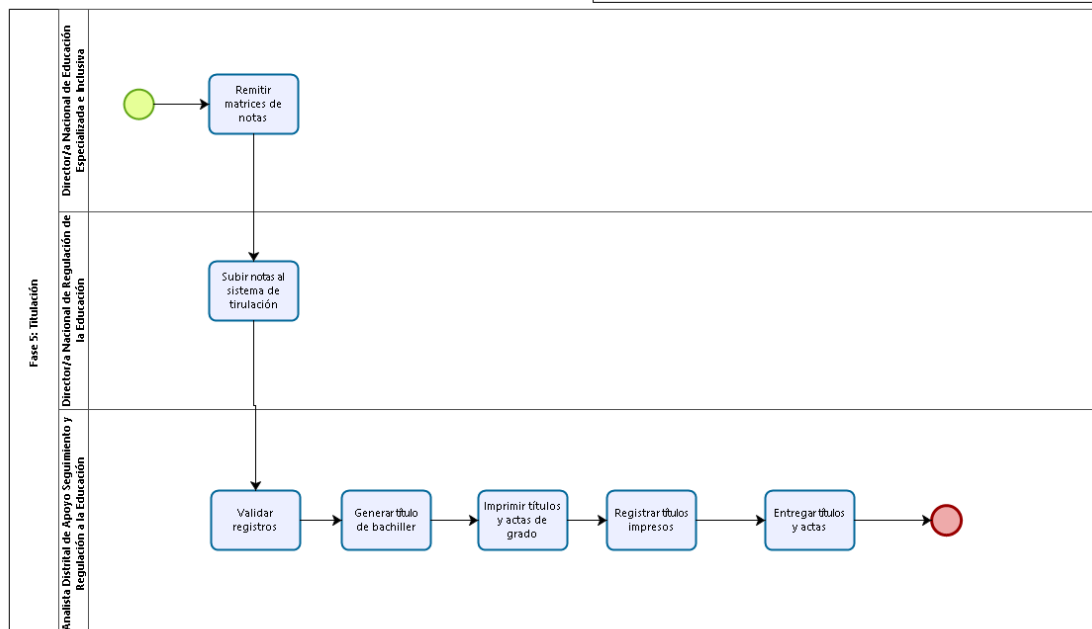 Fase 5: Titulación
Director/a Nacional de Educación
Especializada e Inclusiva
Remitir
matrices de
notas
Director/a Nacional de Regulación de
la Educación
Subir notas al
sistema de
tirulación
Analista Distrital de Apoyo Seguimiento y
Regulación a la Educación
Validar
registros
Generar título
de bachiller
Imprimir títulos
y actas de
grado
Registrar títulos
impresos
Entregar títulos
y actas